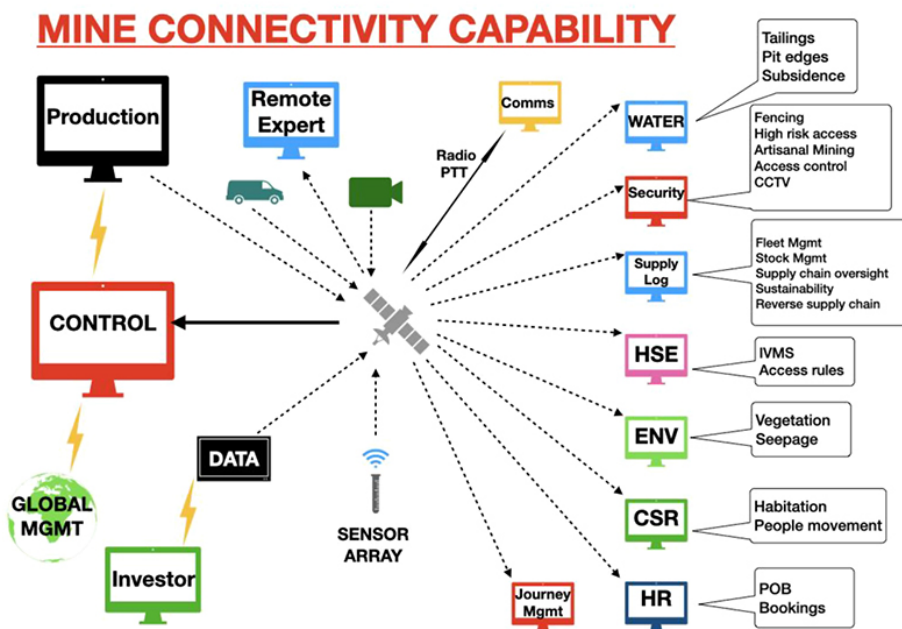 MINE CONNECTIVITY CAPABILITY
Production
Remote
Expert
Comms
Radio
PTT
WATER
Tailings
Pit edges
Subsidence
Security
Fencing
High risk access
Artisanal Mining
Access control
CCTV
Supply
Log
Fleet Mgmt
Stock Mgmt
Supply chain oversight
Sustainability
Reverse supply chain
CONTROL
HSE
IVMS
Access rules
ENV
Vegetation
Seepage
DATA
GLOBAL
MGMT
SENSOR
ARRAY
CSR
Habitation
People movement
Investor
Journey
Mgmt
HR
POB
Bookings